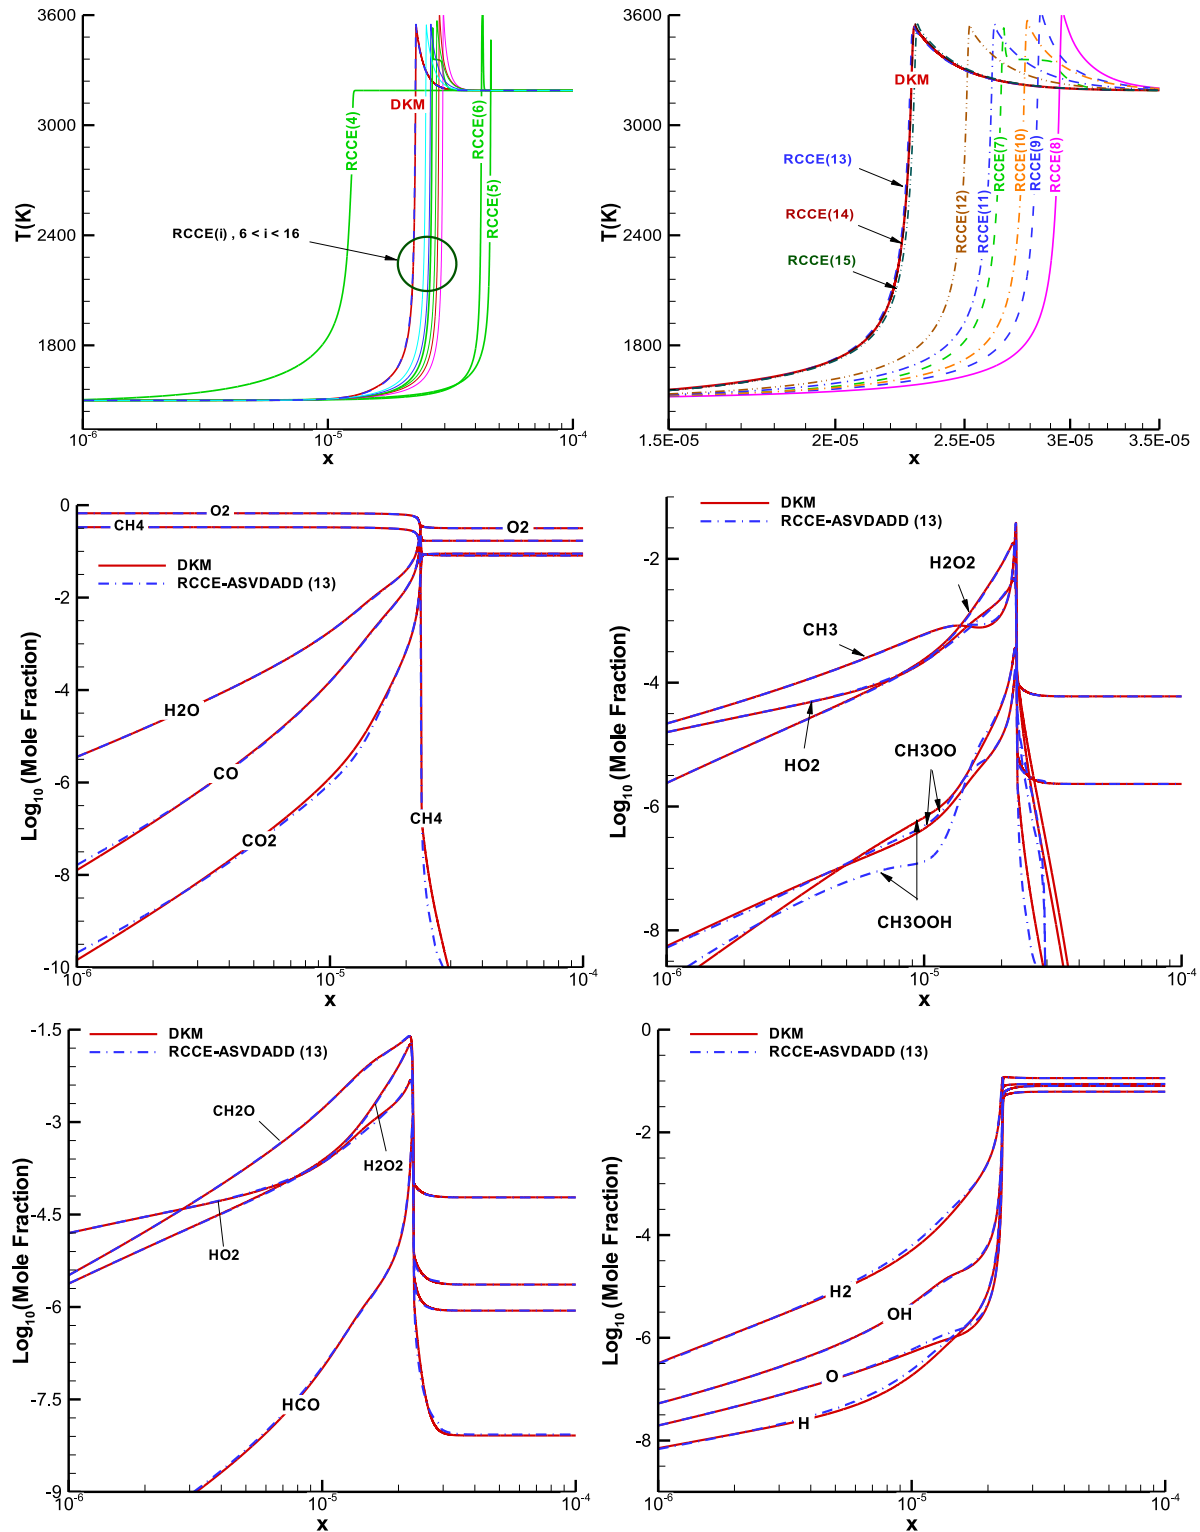 3600
3000
2400
1800
T(K)
RCCE(4)
DKM
RCCE(6)
RCCE(5)
RCCE(i) , 6 < i < 16
10-6
10-5
10-4
x
3600
3000
2400
1800
T(K)
DKM
RCCE(13)
RCCE(14)
RCCE(15)
RCCE(12)
RCCE(11)
RCCE(7)
RCCE(10)
RCCE(9)
RCCE(8)
1.5E-05
2E-05
2.5E-05
3E-05
3.5E-05
x
0
-2
-4
-6
-8
-10
Log10(Mole Fraction)
O2
CH4
O2
DKM
RCCE-ASVDADD (13)
H2O
CO
CO2
CH4
10-6
10-5
10-4
x
-2
-4
-6
-8
Log10(Mole Fraction)
DKM
RCCE-ASVDADD (13)
H2O2
CH3
HO2
CH3OO
CH3OOH
10-6
10-5
10-4
x
-1.5
-3
-4.5
-6
-7.5
-9
Log10(Mole Fraction)
DKM
RCCE-ASVDADD (13)
CH2O
H2O2
HO2
HCO
10-6
10-5
10-4
x
0
-2
-4
-6
-8
Log10(Mole Fraction)
DKM
RCCE-ASVDADD (13)
H2
OH
O
H
10-6
10-5
10-4
x